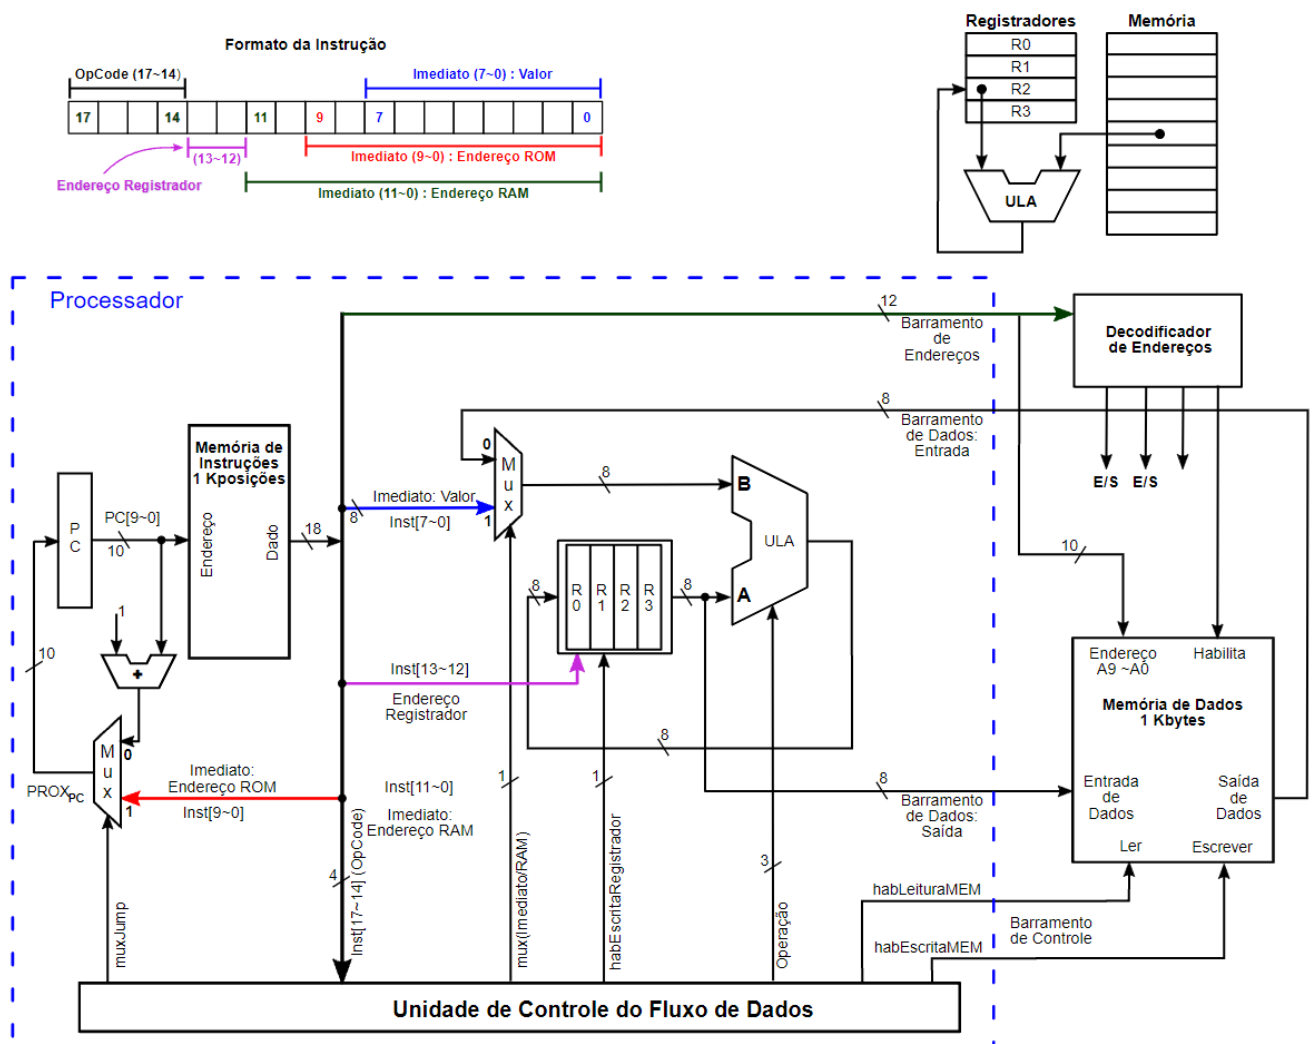 Formato da Instrução
OpCode (17~14)
Imediato (7~0) : Valor
17 14 11 9 7 0
(13~12)
Imediato (9~0) : Endereço ROM
Endereço Registrador
Imediato (11~0) : Endereço RAM
Registradores
R0
R1
R2
R3
ULA
Memória
Processador
12
Barramento
de
Endereços
Decodificador
de Endereços
E/S E/S
8
Barramento
de Dados:
Entrada
Memória de
Instruções
1 Kposições
Endereço
Dado
P
C
PC[9~0]
10
18
1
+
10
M
u
x
0
1
PROXPC
Imediato:
Endereço ROM
Inst[9~0]
muxJump
8
Imediato: Valor
Inst[7~0]
0
M
u
x
1
8
B
ULA
A
8
R
0
R
1
R
2
R
3
8
Inst[13~12]
Endereço
Registrador
8
Inst[11~0]
Imediato:
Endereço RAM
4
Inst[17~14] (OpCode)
1
mux(Imediato/RAM)
1
habEscritaRegistrador
3
Operação
8
Barramento
de Dados:
Saída
10
Endereço
A9 ~A0
Habilita
Memória de Dados
1 Kbytes
Entrada
de
Dados
Saída
de
Dados
Ler
Escrever
habLeituraMEM
Barramento
de Controle
habEscritaMEM
Unidade de Controle do Fluxo de Dados